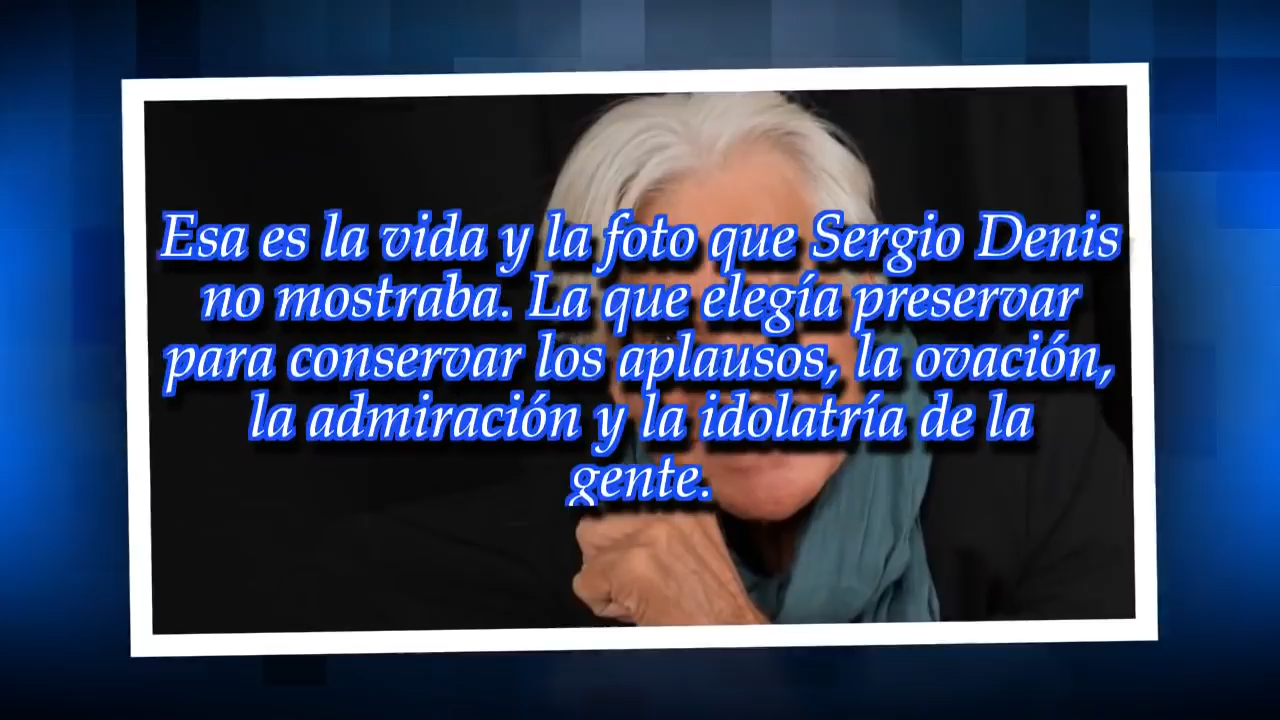 Esa es la vida y la foto que Sergio Denis
no mostraba. La que elegía preservar
para conservar los aplausos, la ovación,
la admiración y la idolatría de la
gente.